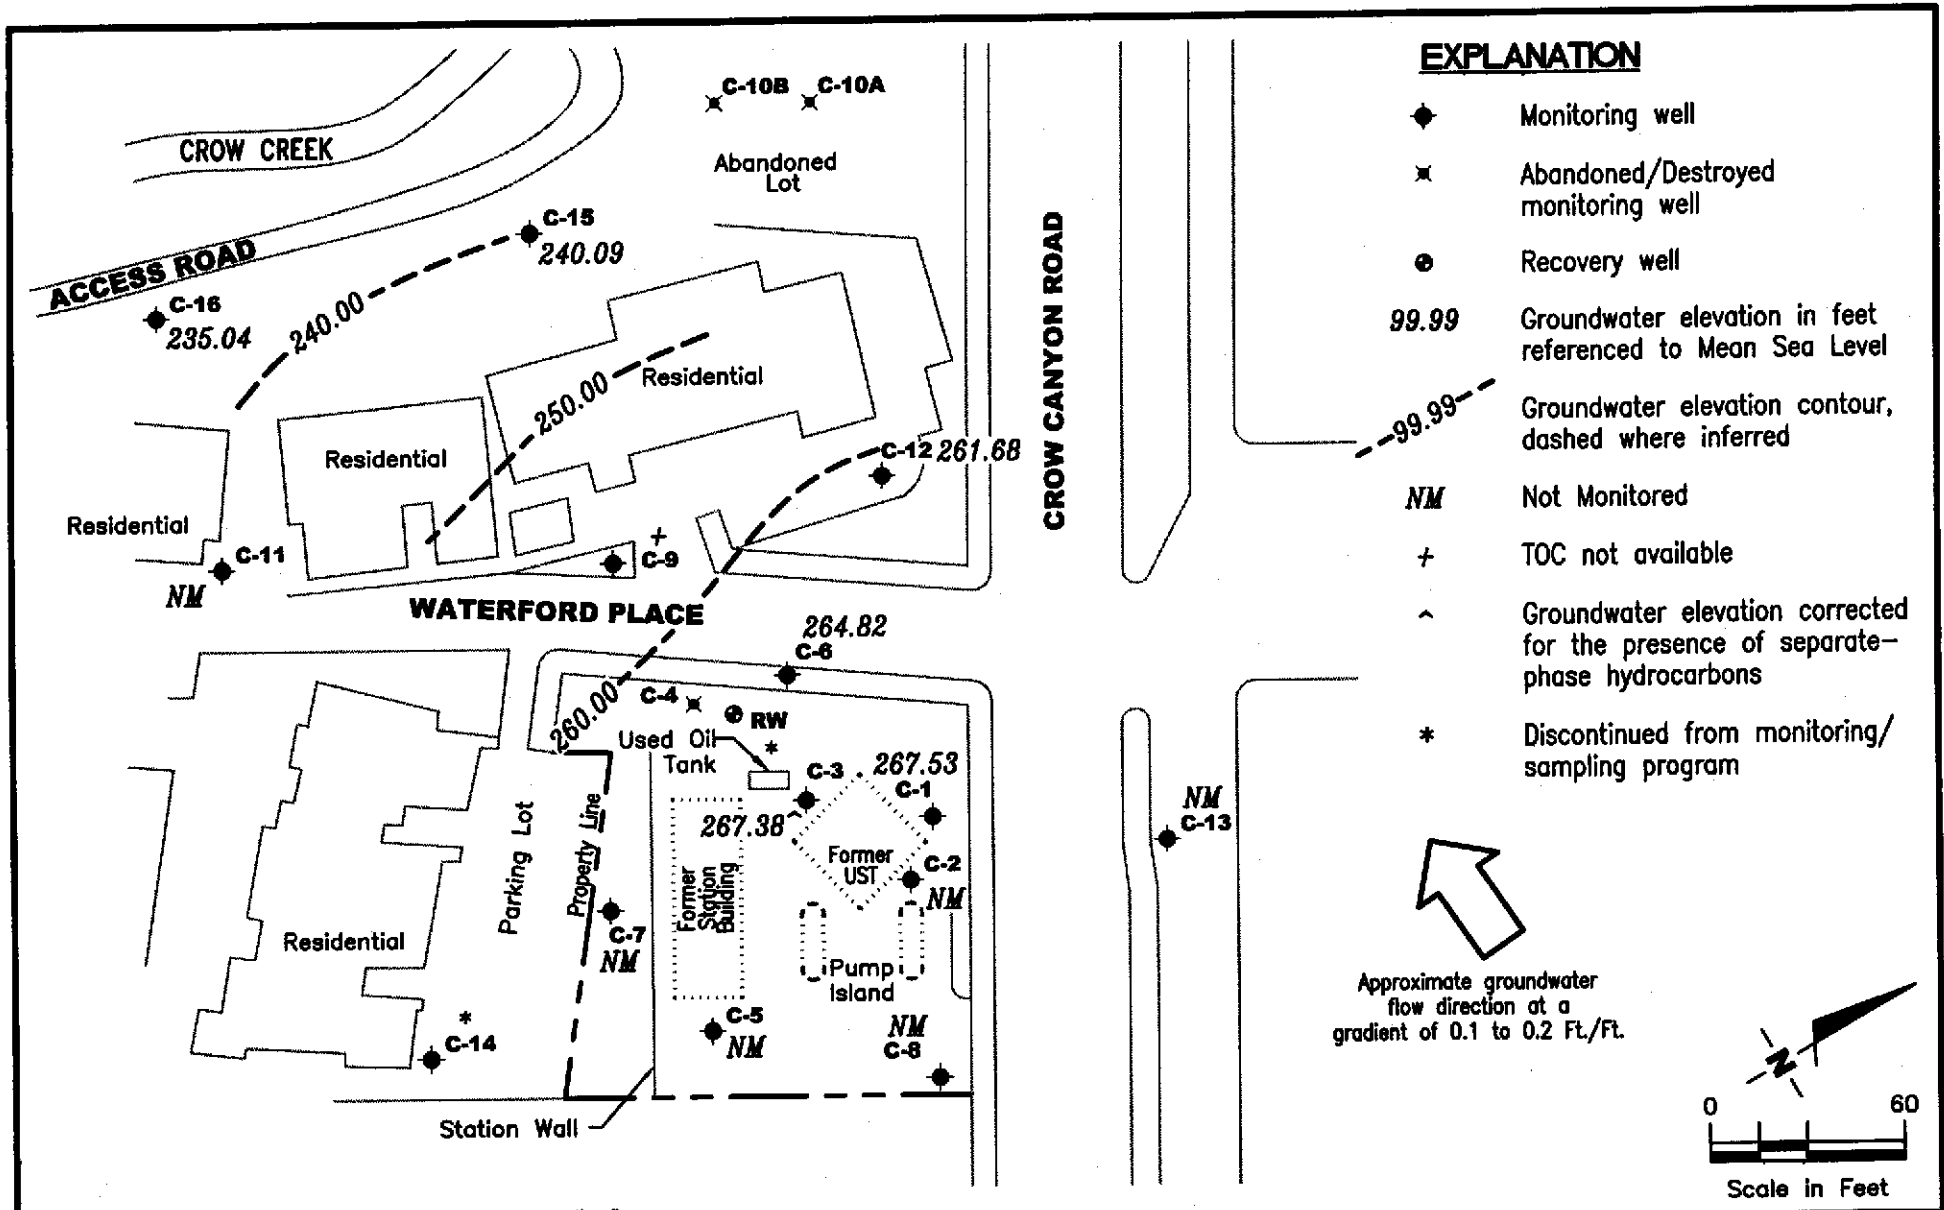 EXPLANATION
Monitoring well
Abandoned/Destroyed
monitoring well
Recovery well
99.99
Groundwater elevation in feet
referenced to Mean Sea Level
99.99
Groundwater elevation contour,
dashed where inferred
NM
Not Monitored
+
TOC not available
^
Groundwater elevation corrected
for the presence of separate-
phase hydrocarbons
*
Discontinued from monitoring/
sampling program
C-10B
C-10A
CROW CREEK
Abandoned
Lot
C-15
240.09
ACCESS ROAD
C-16
235.04
240.00
CROW CANYON ROAD
250.00
Residential
Residential
C-12 261.68
Residential
C-11
NM
+
C-9
WATERFORD PLACE
264.82
C-6
260.00
C-4
RW
*
Used Oil
Tank
C-3
267.53
C-1
267.38^
Former
UST
C-2
NM
NM
C-13
Parking Lot
Property Line
Former
Station
Building
C-7
NM
Residential
Pump
Island
C-5
NM
NM
C-8
*
C-14
Station Wall
Approximate groundwater
flow direction at a
gradient of 0.1 to 0.2 Ft./Ft.
N
0 60
Scale in Feet